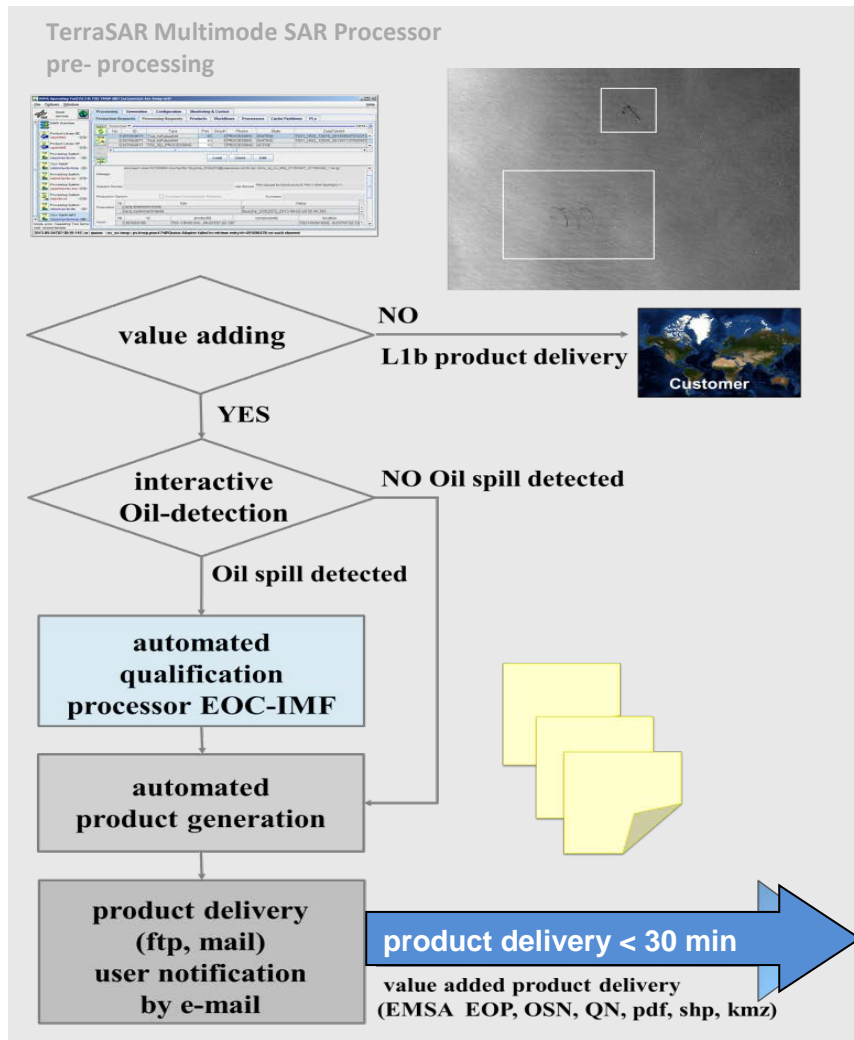 TerraSAR Multimode SAR Processor
pre- processing
value adding
NO
L1b product delivery
Customer
YES
interactive
Oil-detection
NO Oil spill detected
Oil spill detected
automated
qualification
processor EOC-IMF
automated
product generation
product delivery
(ftp, mail)
user notification
by e-mail
product delivery < 30 min
value added product delivery
(EMSA EOP, OSN, QN, pdf, shp, kmz)